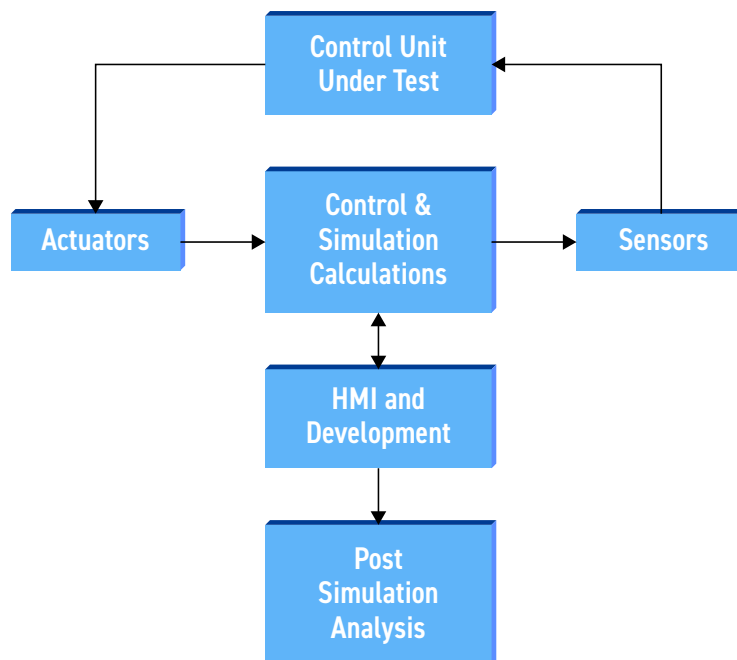 Control Unit
Under Test
Actuators
Control &
Simulation
Calculations
Sensors
HMI and
Development
Post
Simulation
Analysis